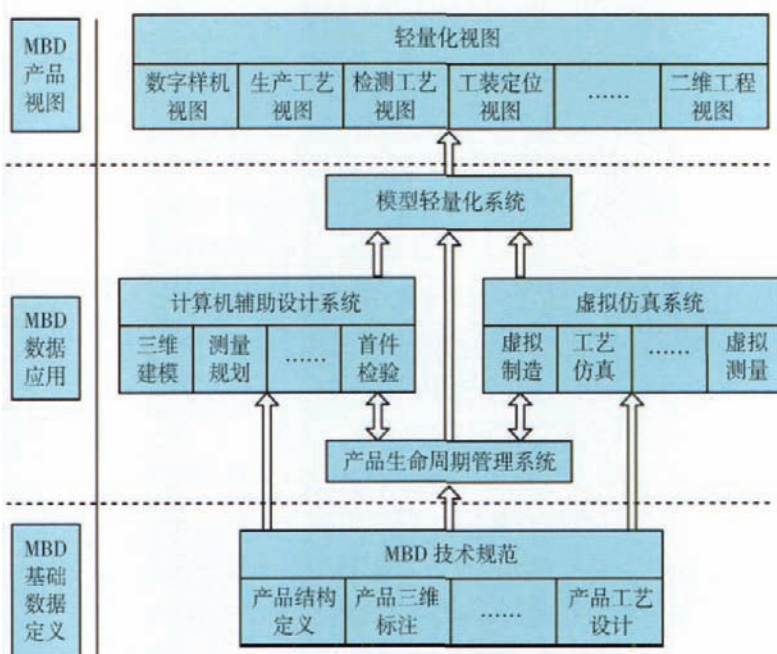 MBD
产品
视图
轻量化视图
数字样机
视图
生产工艺
视图
检测工艺
视图
工装定位
视图
……
二维工程
视图
模型轻量化系统
MBD
数据
应用
计算机辅助设计系统
三维
建模
测量
规划
……
首件
检验
虚拟仿真系统
虚拟
制造
工艺
仿真
……
虚拟
测量
产品生命周期管理系统
MBD
基础
数据
定义
MBD 技术规范
产品结构
定义
产品三维
标注
……
产品工艺
设计